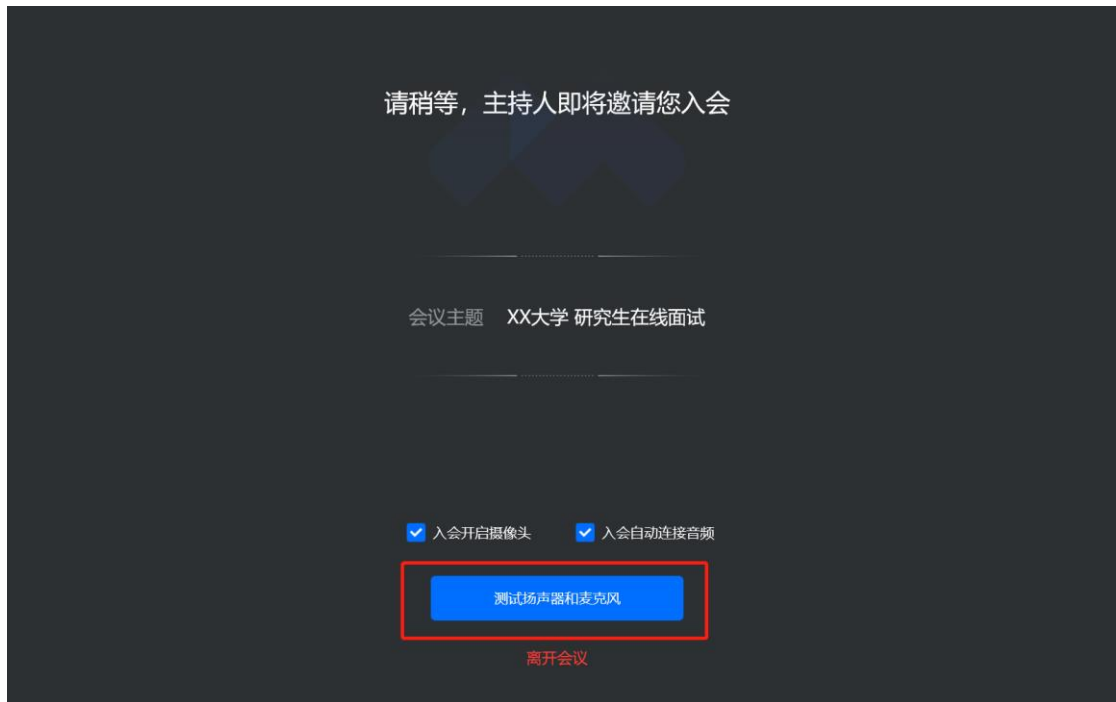 请稍等，主持人即将邀请您入会
会议主题 XX大学 研究生在线面试
入会开启摄像头 入会自动连接音频
测试扬声器和麦克风
离开会议